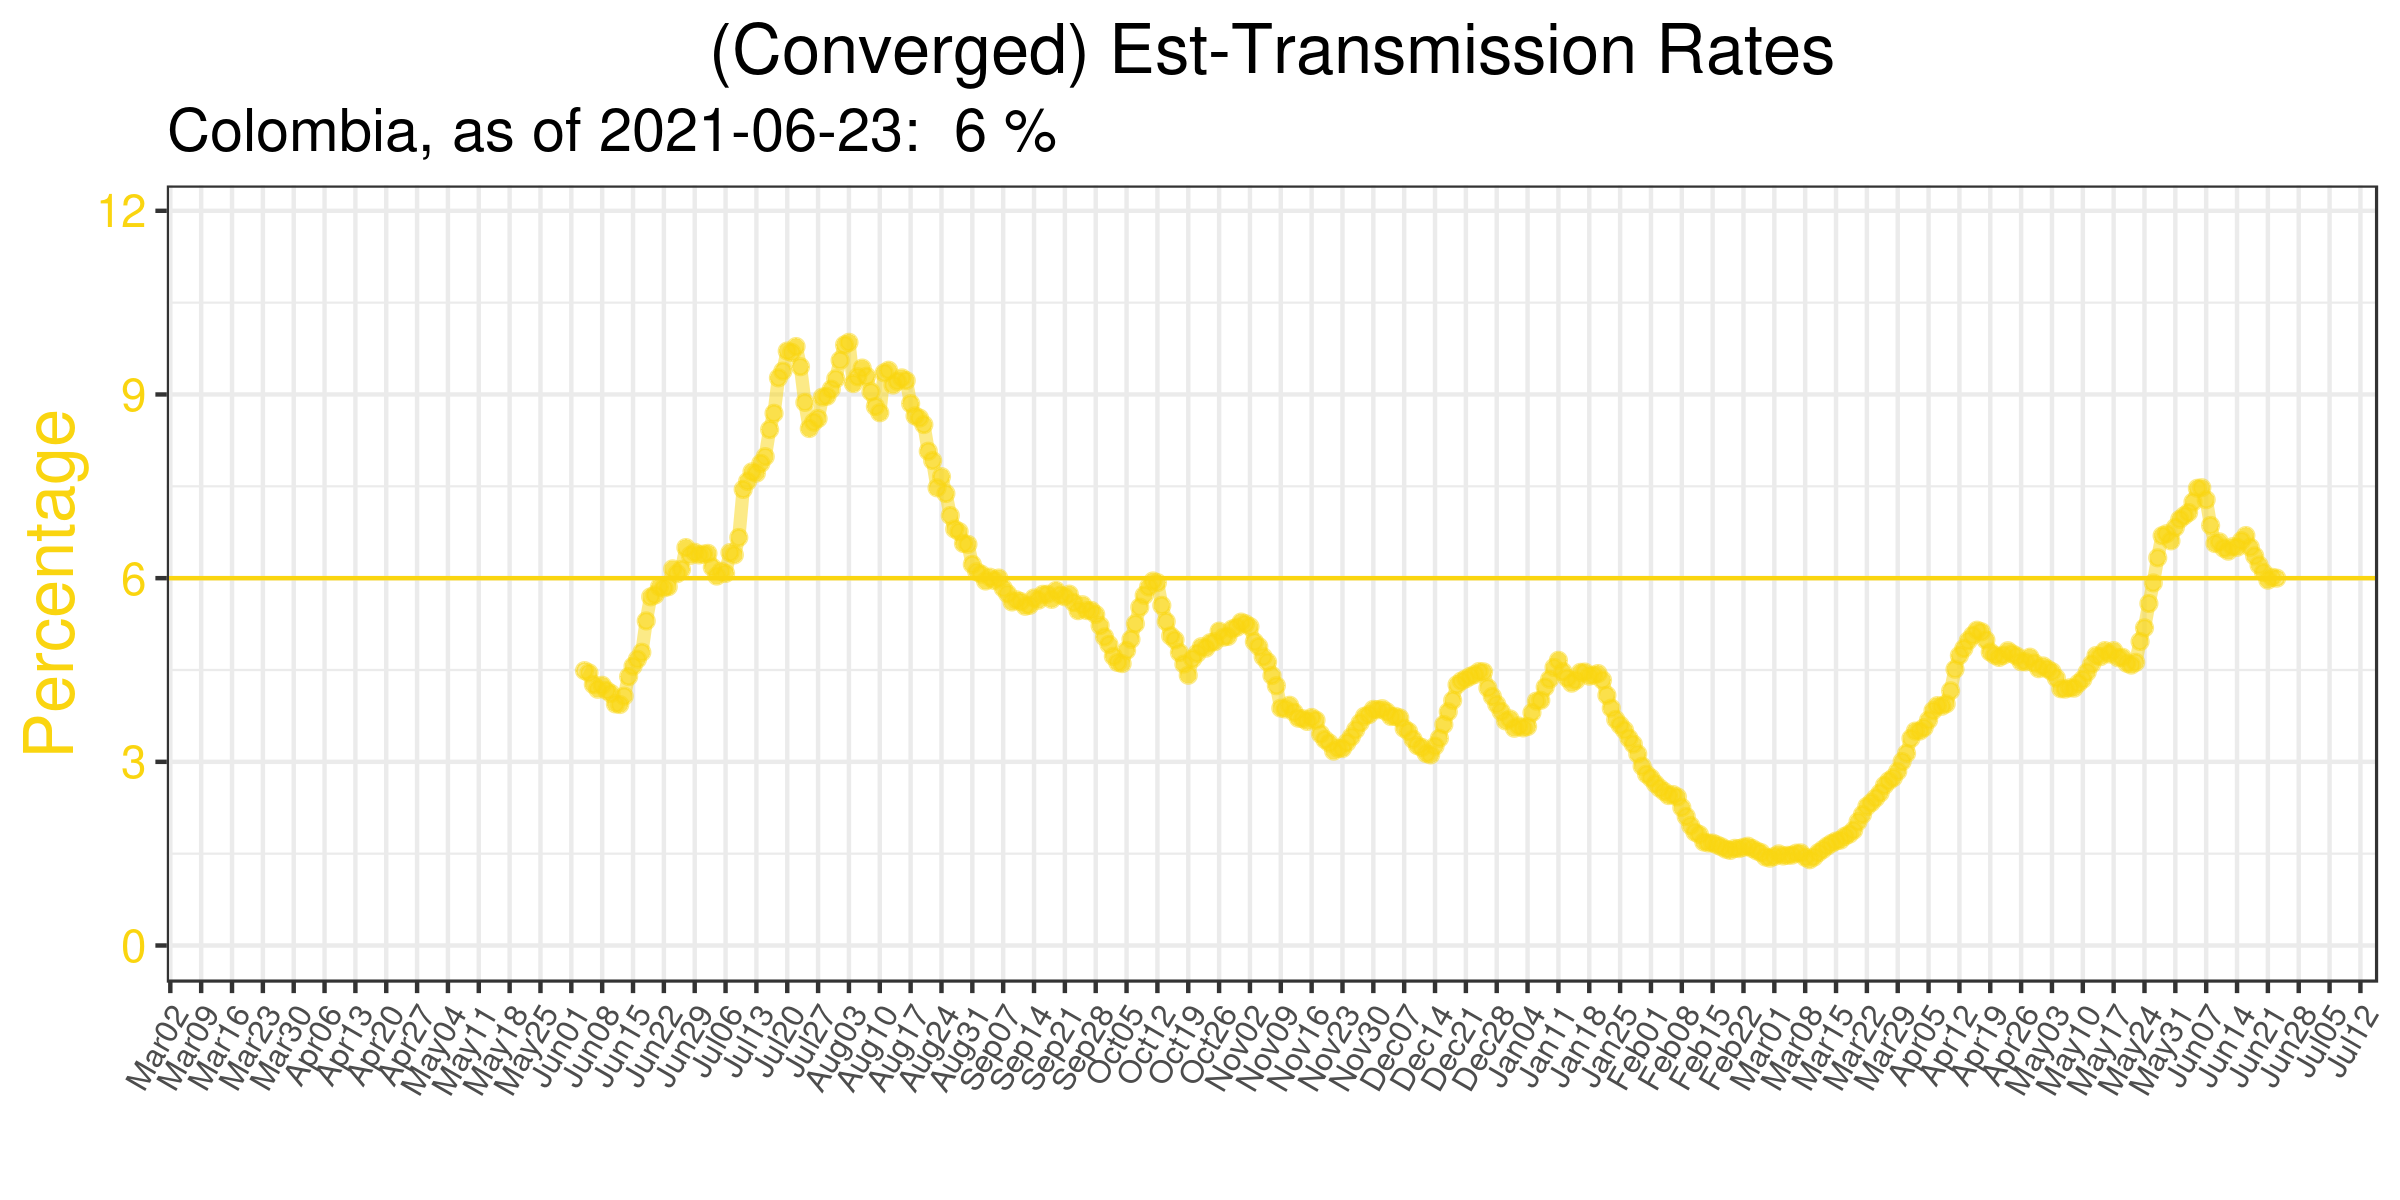 (Converged) Est-Transmission Rates
Colombia, as of 2021-06-23:  6 %
Percentage
12
9
6
3
0
Mar02
Mar09
Mar16
Mar23
Mar30
Apr06
Apr13
Apr20
Apr27
May04
May11
May18
May25
Jun01
Jun08
Jun15
Jun22
Jun29
Jul06
Jul13
Jul20
Jul27
Aug03
Aug10
Aug17
Aug24
Aug31
Sep07
Sep14
Sep21
Sep28
Oct05
Oct12
Oct19
Oct26
Nov02
Nov09
Nov16
Nov23
Nov30
Dec07
Dec14
Dec21
Dec28
Jan04
Jan11
Jan18
Jan25
Feb01
Feb08
Feb15
Feb22
Mar01
Mar08
Mar15
Mar22
Mar29
Apr05
Apr12
Apr19
Apr26
May03
May10
May17
May24
May31
Jun07
Jun14
Jun21
Jun28
Jul05
Jul12